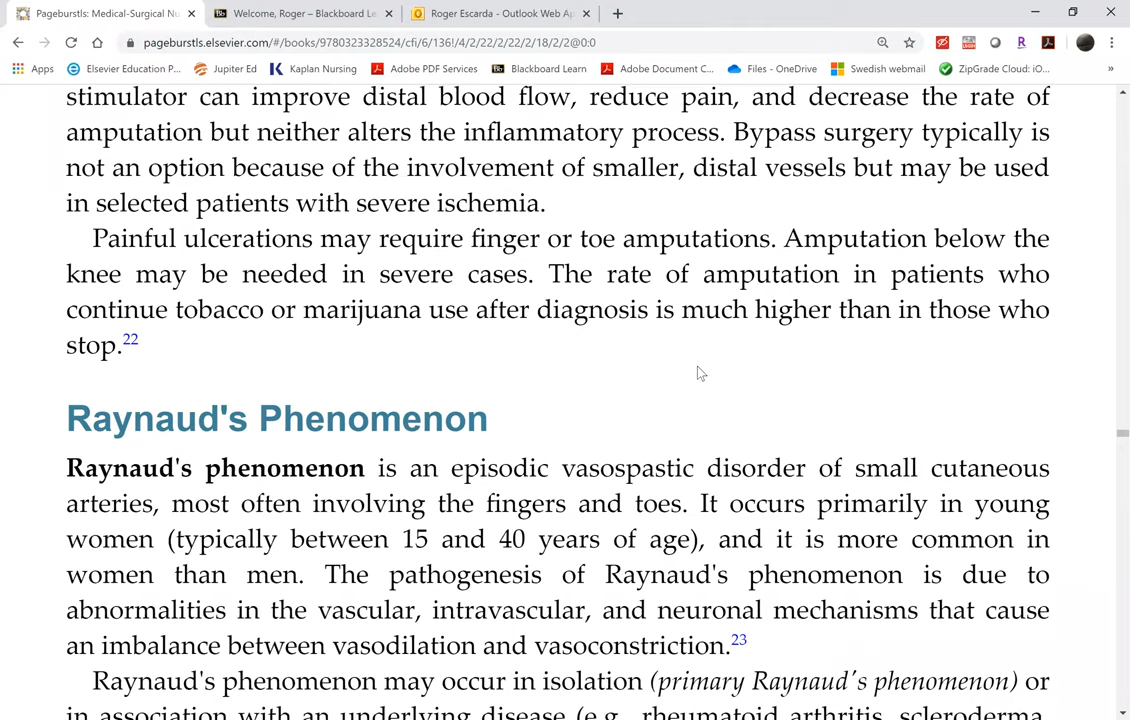 Pageburstls: Medical-Surgical Nu
Welcome, Roger – Blackboard Le
Roger Escarda - Outlook Web Ap
pageburstls.elsevier.com/#/books/9780323328524/cfi/6/136!/4/2/22/2/22/2/18/2/2@0:0
Apps
Elsevier Education P...
Jupiter Ed
Kaplan Nursing
Adobe PDF Services
Bb
Blackboard Learn
Adobe Document C...
Files - OneDrive
Swedish webmail
ZipGrade Cloud: iO...
»
stimulator can improve distal blood flow, reduce pain, and decrease the rate of
amputation but neither alters the inflammatory process. Bypass surgery typically is
not an option because of the involvement of smaller, distal vessels but may be used
in selected patients with severe ischemia.
Painful ulcerations may require finger or toe amputations. Amputation below the
knee may be needed in severe cases. The rate of amputation in patients who
continue tobacco or marijuana use after diagnosis is much higher than in those who
stop.22
Raynaud's Phenomenon
Raynaud's phenomenon is an episodic vasospastic disorder of small cutaneous
arteries, most often involving the fingers and toes. It occurs primarily in young
women (typically between 15 and 40 years of age), and it is more common in
women than men. The pathogenesis of Raynaud's phenomenon is due to
abnormalities in the vascular, intravascular, and neuronal mechanisms that cause
an imbalance between vasodilation and vasoconstriction.23
Raynaud's phenomenon may occur in isolation (primary Raynaud's phenomenon) or
in association with an underlying disease (e.g., rheumatoid arthritis, scleroderma,